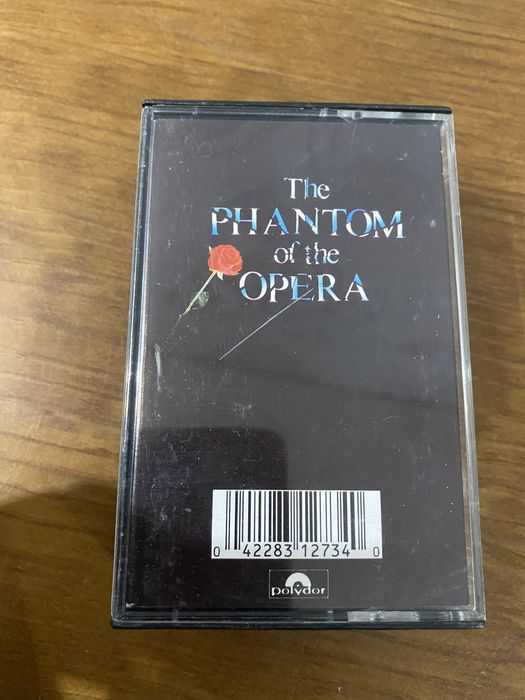 The
PHANTOM
of the
OPERA
0 42283 12734 0
polydor